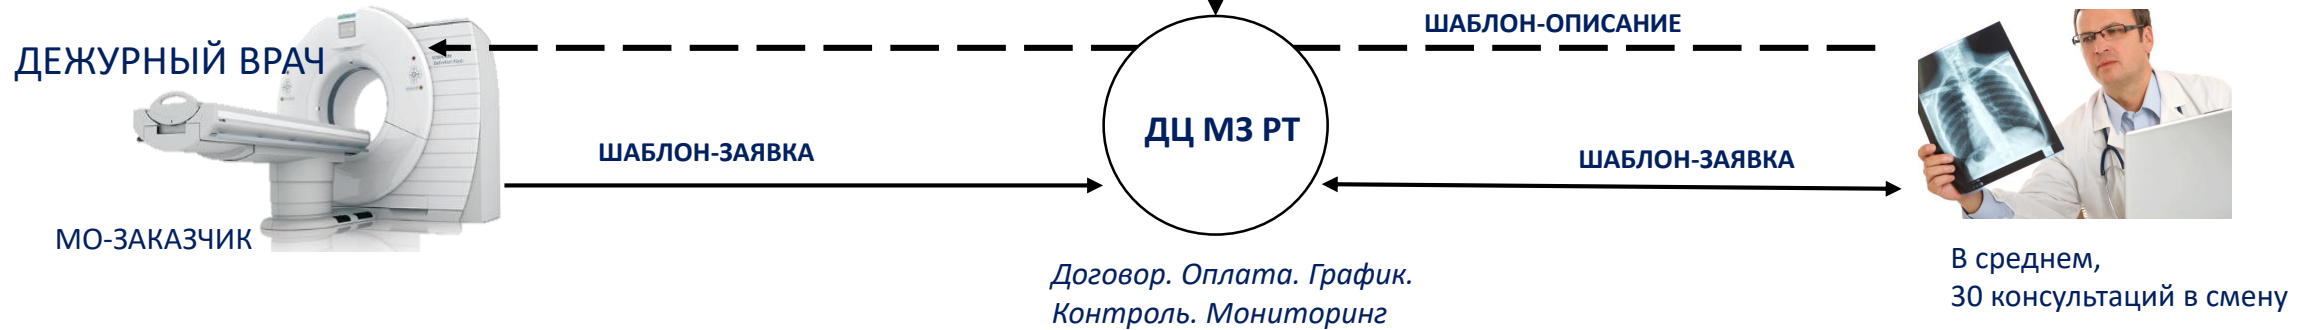 ШАБЛОН-ОПИСАНИЕ
ДЕЖУРНЫЙ ВРАЧ
ДЦ МЗ РТ
ШАБЛОН-ЗАЯВКА
ШАБЛОН-ЗАЯВКА
МО-ЗАКАЗЧИК
Договор. Оплата. График.
Контроль. Мониторинг
В среднем,
30 консультаций в смену